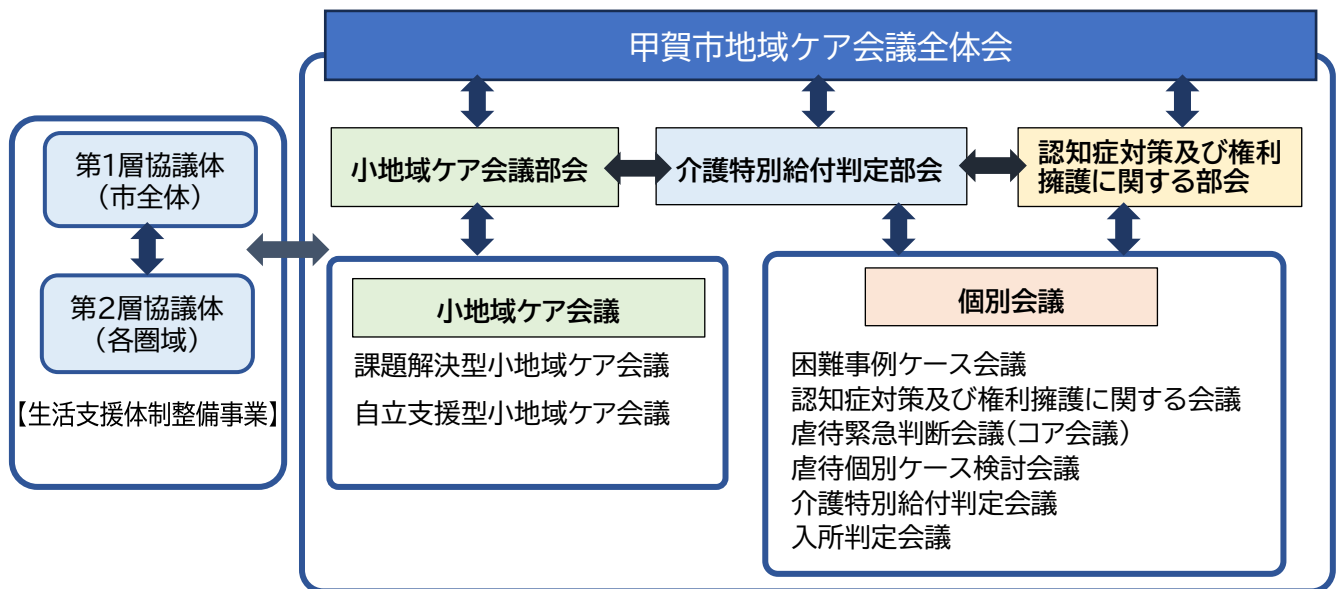 甲賀市地域ケア会議全体会
第1層協議体
（市全体）
第2層協議体
（各圏域）
【生活支援体制整備事業】
小地域ケア会議部会
介護特別給付判定部会
認知症対策及び権利
擁護に関する部会
小地域ケア会議
課題解決型小地域ケア会議
自立支援型小地域ケア会議
個別会議
困難事例ケース会議
認知症対策及び権利擁護に関する会議
虐待緊急判断会議（コア会議）
虐待個別ケース検討会議
介護特別給付判定会議
入所判定会議